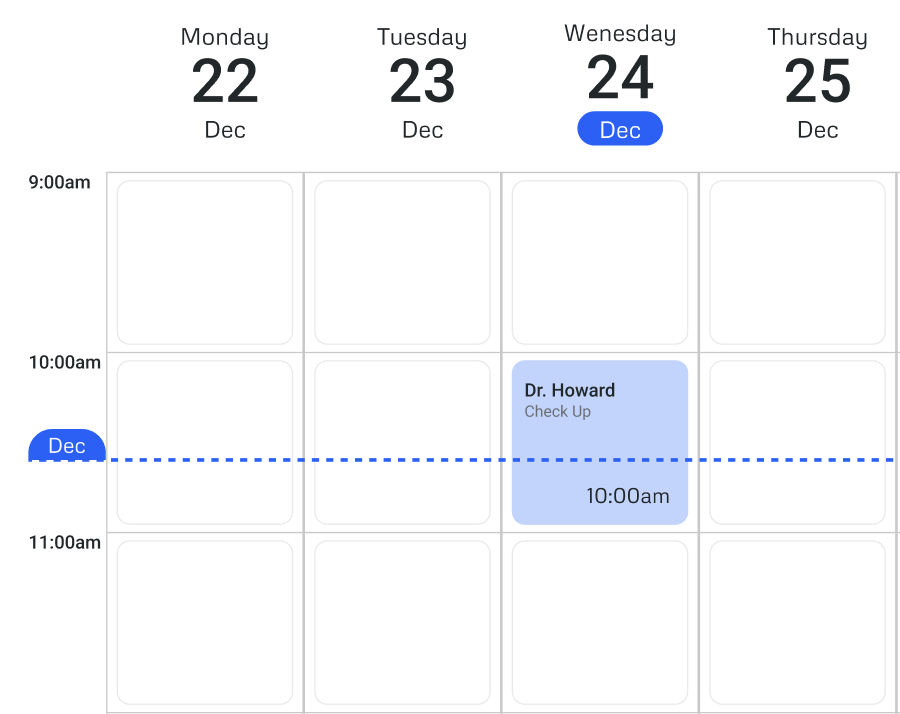 Monday
22
Dec
Tuesday
23
Dec
Wenesday
24
Dec
Thursday
25
Dec
9:00am
10:00am
Dr. Howard
Check Up
Dec
10:00am
11:00am